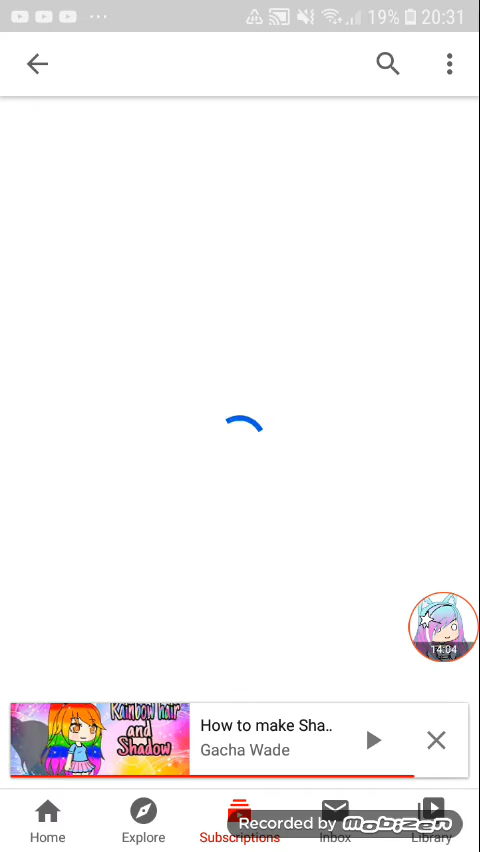 19% 20:31
14:04
Rainbow hair
and
Shadow
How to make Sha..
Gacha Wade
Home
Explore
Subscriptions
Inbox
Library
Recorded by mobizen